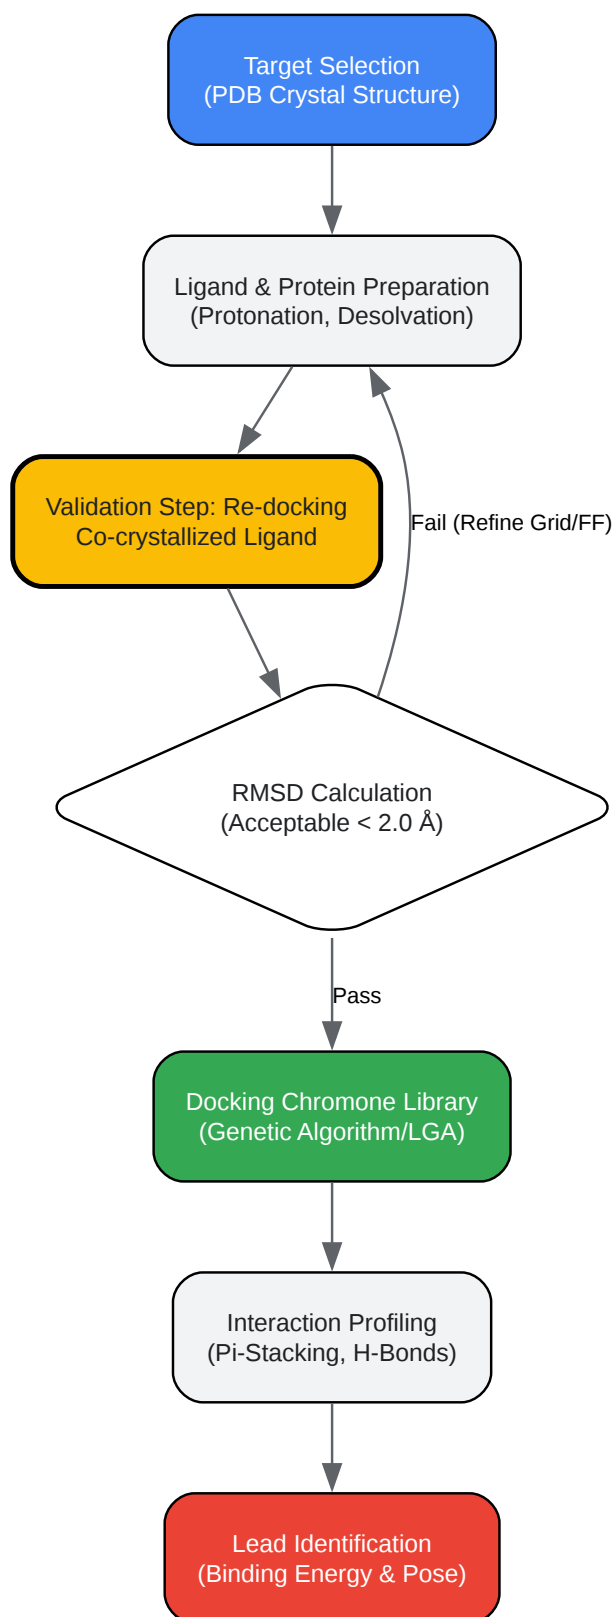 Target Selection
(PDB Crystal Structure)
Ligand & Protein Preparation
(Protonation, Desolvation)
Validation Step: Re-docking
Co-crystallized Ligand
Fail (Refine Grid/FF)
RMSD Calculation
(Acceptable < 2.0 Å)
Pass
Docking Chromone Library
(Genetic Algorithm/LGA)
Interaction Profiling
(Pi-Stacking, H-Bonds)
Lead Identification
(Binding Energy & Pose)